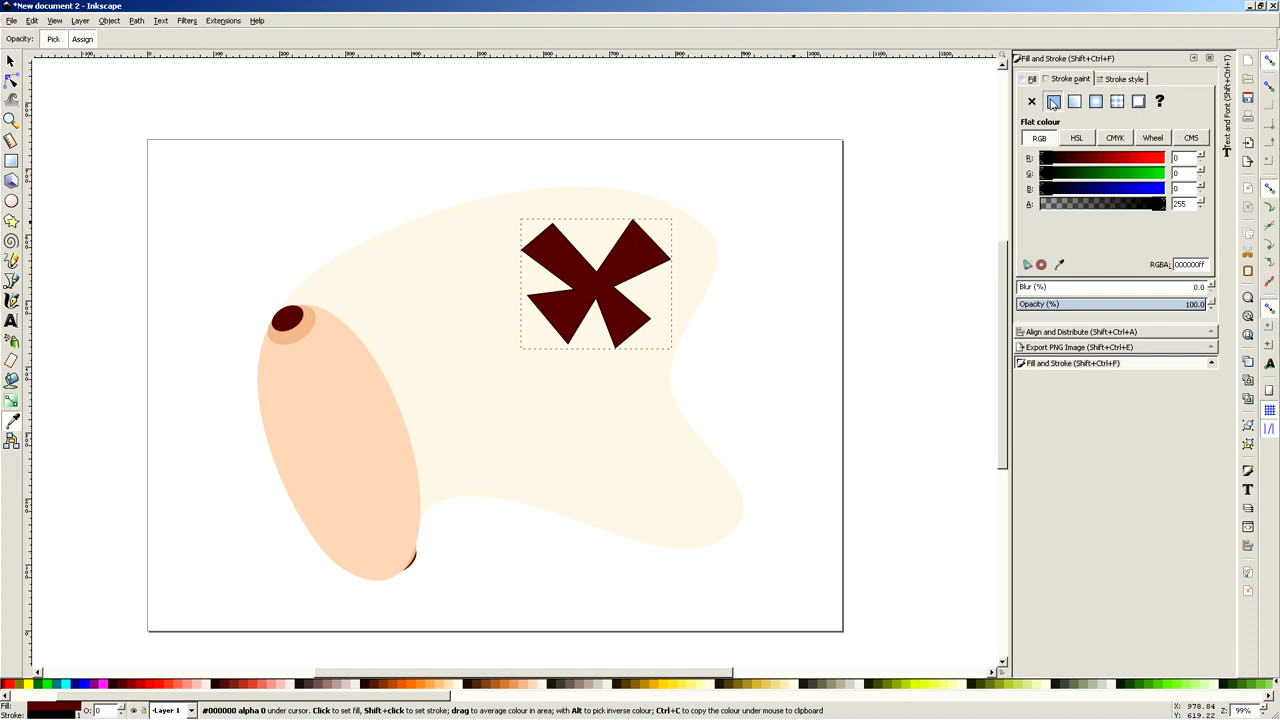 *New document 2 - Inkscape
File Edit View Layer Object Path Text Filters Extensions Help
Opacity: Pick Assign
Fill and Stroke (Shift+Ctrl+F)
Fill Stroke paint Stroke style
Flat colour
RGB HSL CMYK Wheel CMS
R: 0
G: 0
B: 0
A: 255
RGBA: 000000ff
Blur (%) 0.0
Opacity (%) 100.0
Align and Distribute (Shift+Ctrl+A)
Export PNG Image (Shift+Ctrl+E)
Fill and Stroke (Shift+Ctrl+F)
Text and Font (Shift+Ctrl+T)
Fill: O: 0 Layer 1 #000000 alpha 0 under cursor. Click to set fill, Shift+click to set stroke; drag to average colour in area; with Alt to pick inverse colour; Ctrl+C to copy the colour under mouse to clipboard X: 978.84 Z: 99%
Stroke: 1 Y: 619.22